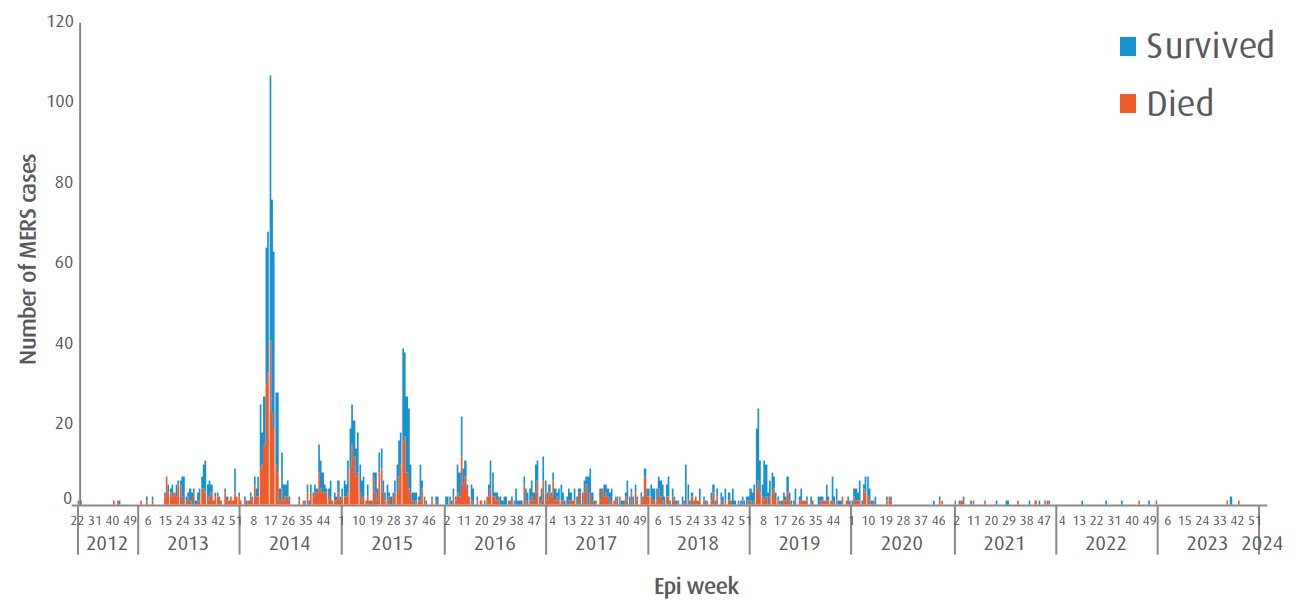 120
100
80
60
40
20
0
Number of MERS cases
Survived
Died
22 31 40 49 6 15 24 33 42 51 8 17 26 35 44 1 10 19 28 37 46 2 11 20 29 38 47 4 13 22 31 40 49 6 15 24 33 42 51 8 17 26 35 44 1 10 19 28 37 46 2 11 20 29 38 47 4 13 22 31 40 49 6 15 24 33 42 51
2012 2013 2014 2015 2016 2017 2018 2019 2020 2021 2022 2023 2024
Epi week